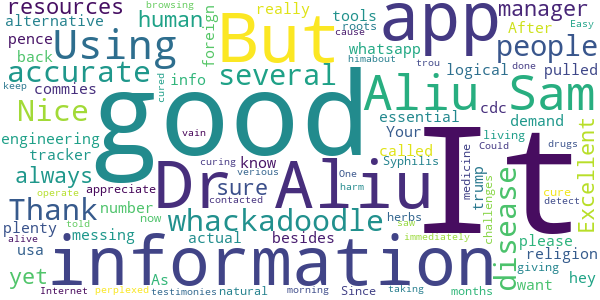 resources
alternative
pence
back
human
foreign
really
tools
roots
cause
browsing
whatsapp
After
himabout
Easy
trou
manager
people
done
keep
Using
But
app
accurate
cured
info
several
logical
pulled
commies
Nice
good
Aliu Sam
cdc
engineering
tracker
essential
Your
demand
always
vain
called
Syphilis
living
Could
drugs
Excellent
It
appreciate
curing
verious
know
One
harm
Dr Aliu
sure
medicine
trump
challenges
disease
cure
detect
operate
Thank
number
contacted
herbs
saw
whackadoodle
now
told
plenty
messing
actual
besides
immediately
please
religion
hey
yet
usa
As
information
Since
giving
want
alive
Internet
perplexed
testimonies
natural
morning
taking
months